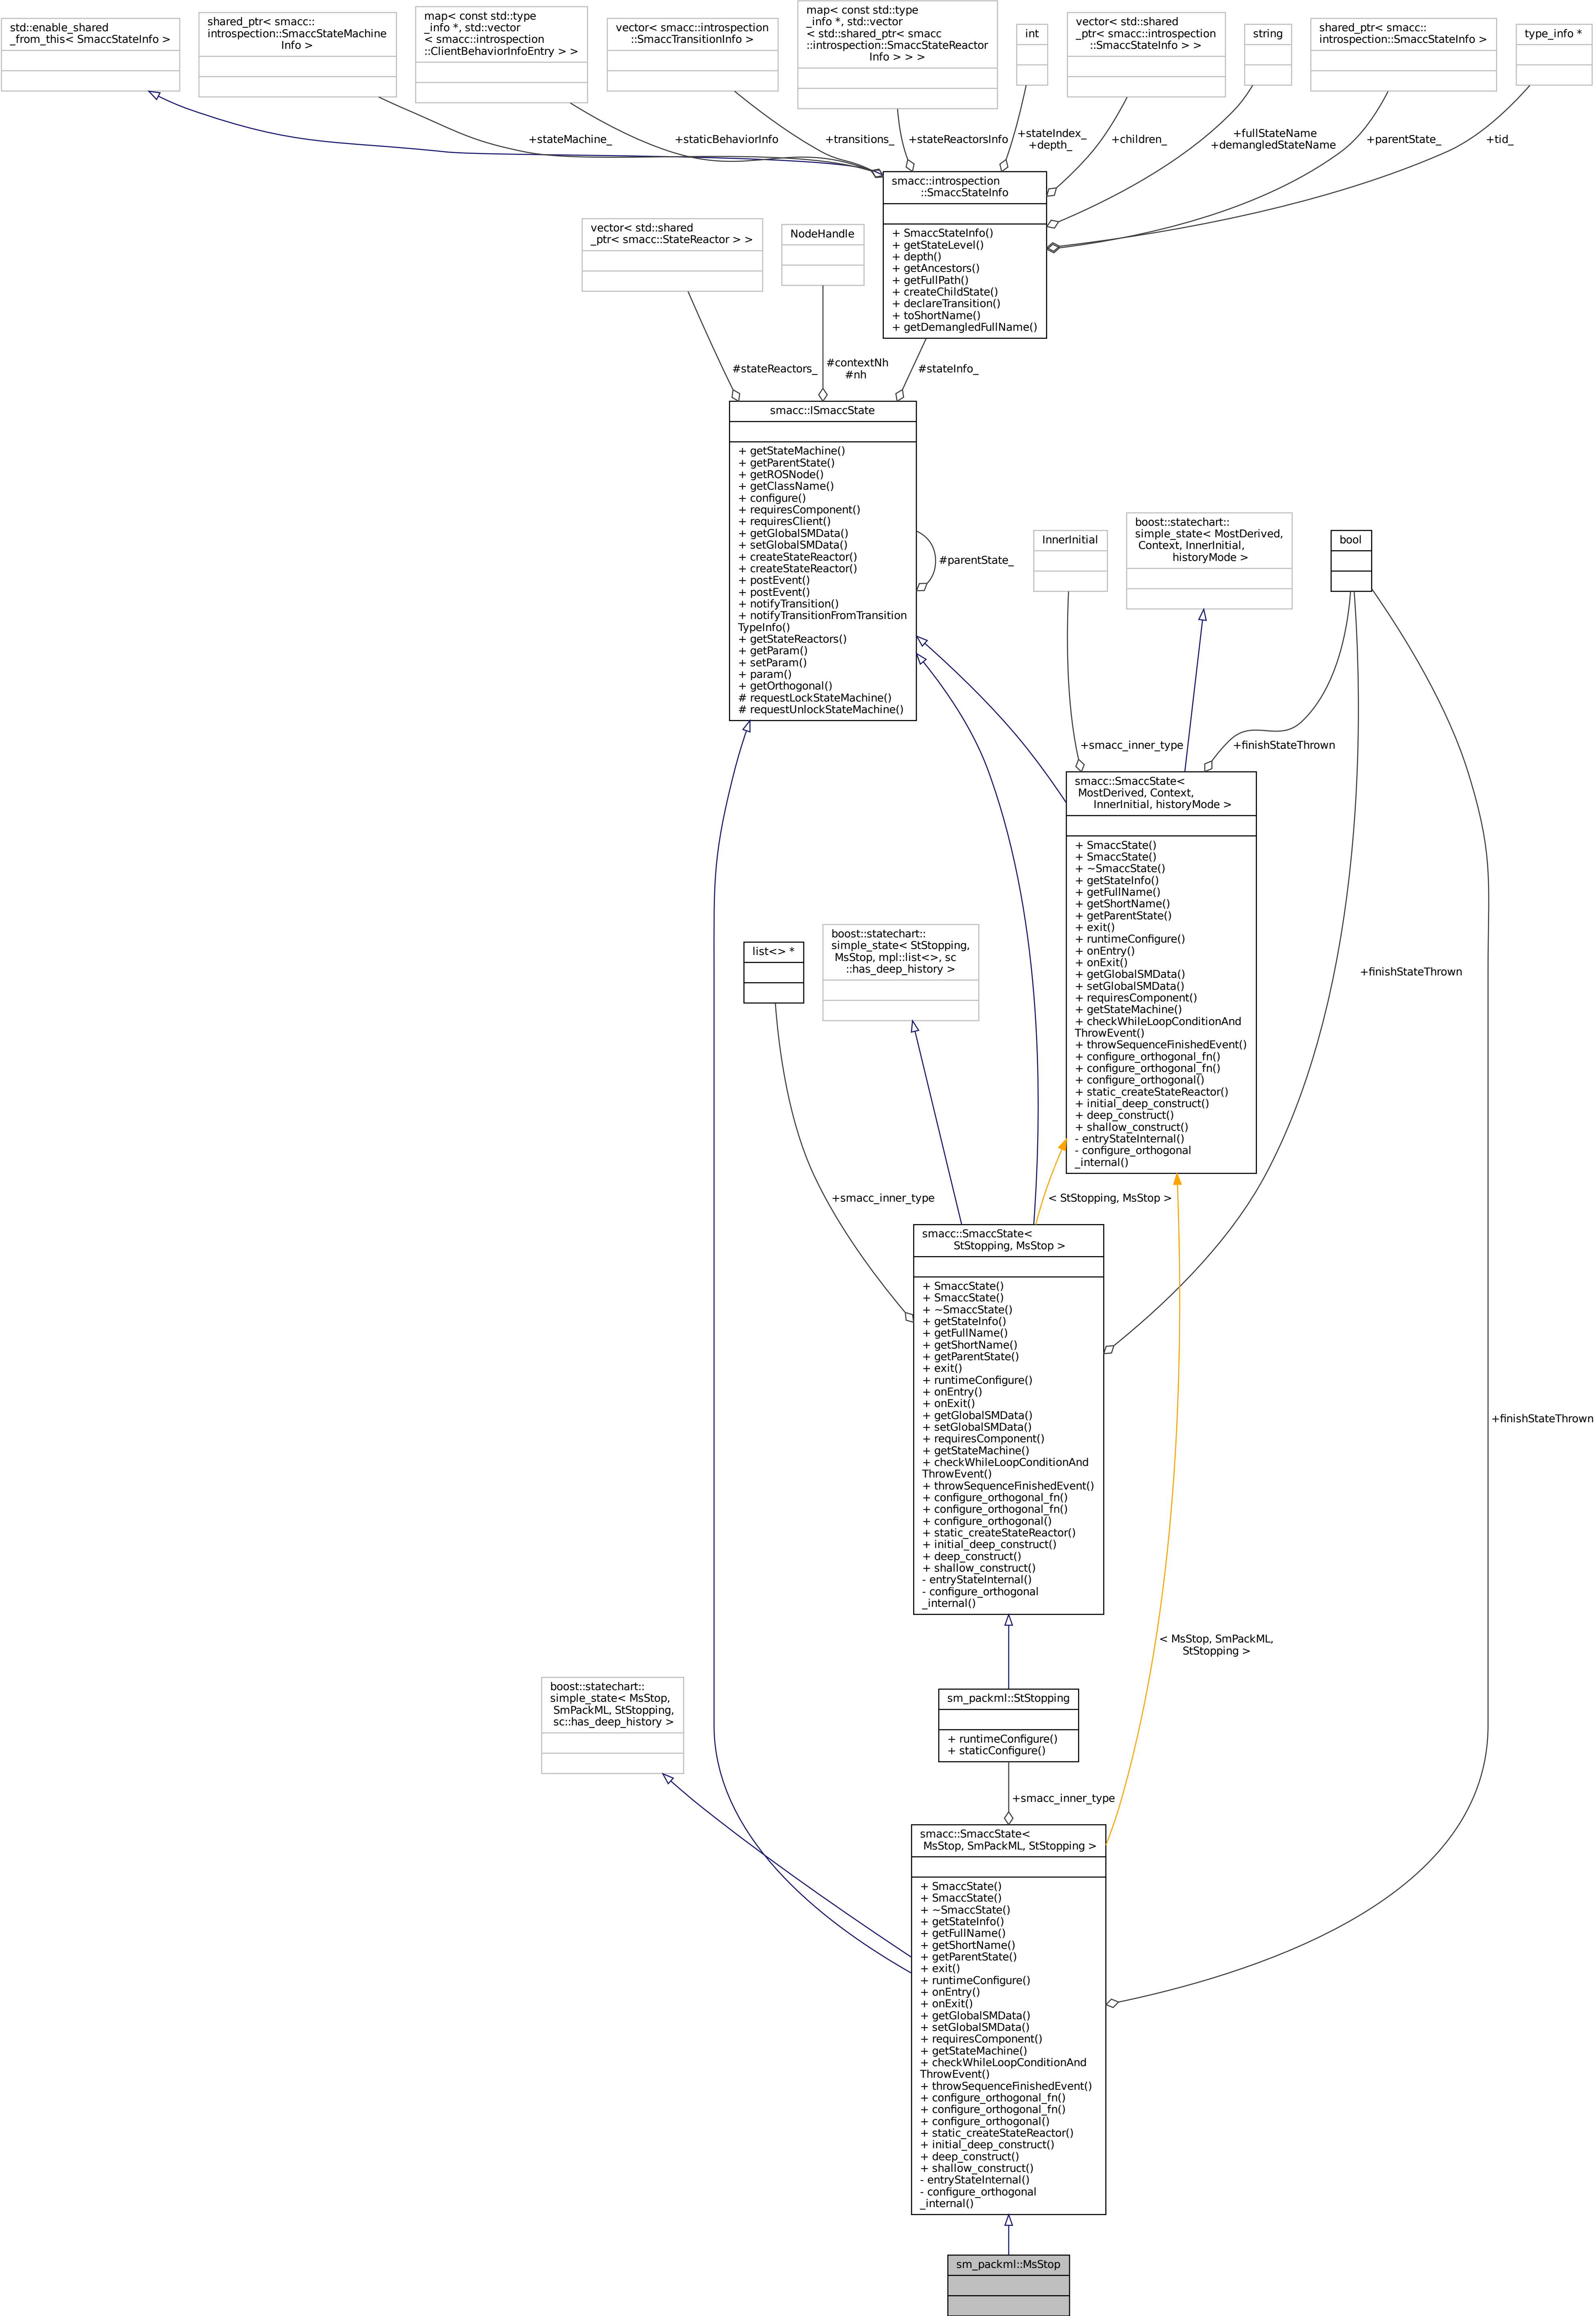 std::enable_shared
_from_this< SmaccStateInfo >
shared_ptr< smacc::
introspection::SmaccStateMachine
Info >
map< const std::type
_info *, std::vector
< smacc::introspection
::ClientBehaviorInfoEntry > >
vector< smacc::introspection
::SmaccTransitionInfo >
map< const std::type
_info *, std::vector
< std::shared_ptr< smacc
::introspection::SmaccStateReactor
Info > > >
int
vector< std::shared
_ptr< smacc::introspection
::SmaccStateInfo > >
string
shared_ptr< smacc::
introspection::SmaccStateInfo >
type_info *
+stateMachine_
+staticBehaviorInfo
+transitions_
+stateReactorsInfo
+stateIndex_
+depth_
+children_
+fullStateName
+demangledStateName
+parentState_
+tid_
smacc::introspection
::SmaccStateInfo
+ SmaccStateInfo()
+ getStateLevel()
+ depth()
+ getAncestors()
+ getFullPath()
+ createChildState()
+ declareTransition()
+ toShortName()
+ getDemangledFullName()
vector< std::shared
_ptr< smacc::StateReactor > >
NodeHandle
#stateReactors_
#contextNh
#nh
#stateInfo_
smacc::ISmaccState
+ getStateMachine()
+ getParentState()
+ getROSNode()
+ getClassName()
+ configure()
+ requiresComponent()
+ requiresClient()
+ getGlobalSMData()
+ setGlobalSMData()
+ createStateReactor()
+ createStateReactor()
+ postEvent()
+ postEvent()
+ notifyTransition()
+ notifyTransitionFromTransition
TypeInfo()
+ getStateReactors()
+ getParam()
+ setParam()
+ param()
+ getOrthogonal()
# requestLockStateMachine()
# requestUnlockStateMachine()
#parentState_
InnerInitial
boost::statechart::
simple_state< MostDerived,
Context, InnerInitial,
historyMode >
bool
+smacc_inner_type
+finishStateThrown
smacc::SmaccState<
MostDerived, Context,
InnerInitial, historyMode >
+ SmaccState()
+ SmaccState()
+ ~SmaccState()
+ getStateInfo()
+ getFullName()
+ getShortName()
+ getParentState()
+ exit()
+ runtimeConfigure()
+ onEntry()
+ onExit()
+ getGlobalSMData()
+ setGlobalSMData()
+ requiresComponent()
+ getStateMachine()
+ checkWhileLoopConditionAnd
ThrowEvent()
+ throwSequenceFinishedEvent()
+ configure_orthogonal_fn()
+ configure_orthogonal_fn()
+ configure_orthogonal()
+ static_createStateReactor()
+ initial_deep_construct()
+ deep_construct()
+ shallow_construct()
- entryStateInternal()
- configure_orthogonal
_internal()
list<> *
boost::statechart::
simple_state< StStopping,
MsStop, mpl::list<>, sc
::has_deep_history >
+finishStateThrown
+smacc_inner_type
< StStopping, MsStop >
smacc::SmaccState<
StStopping, MsStop >
+ SmaccState()
+ SmaccState()
+ ~SmaccState()
+ getStateInfo()
+ getFullName()
+ getShortName()
+ getParentState()
+ exit()
+ runtimeConfigure()
+ onEntry()
+ onExit()
+ getGlobalSMData()
+ setGlobalSMData()
+ requiresComponent()
+ getStateMachine()
+ checkWhileLoopConditionAnd
ThrowEvent()
+ throwSequenceFinishedEvent()
+ configure_orthogonal_fn()
+ configure_orthogonal_fn()
+ configure_orthogonal()
+ static_createStateReactor()
+ initial_deep_construct()
+ deep_construct()
+ shallow_construct()
- entryStateInternal()
- configure_orthogonal
_internal()
+finishStateThrown
< MsStop, SmPackML,
StStopping >
boost::statechart::
simple_state< MsStop,
SmPackML, StStopping,
sc::has_deep_history >
sm_packml::StStopping
+ runtimeConfigure()
+ staticConfigure()
+smacc_inner_type
smacc::SmaccState<
MsStop, SmPackML, StStopping >
+ SmaccState()
+ SmaccState()
+ ~SmaccState()
+ getStateInfo()
+ getFullName()
+ getShortName()
+ getParentState()
+ exit()
+ runtimeConfigure()
+ onEntry()
+ onExit()
+ getGlobalSMData()
+ setGlobalSMData()
+ requiresComponent()
+ getStateMachine()
+ checkWhileLoopConditionAnd
ThrowEvent()
+ throwSequenceFinishedEvent()
+ configure_orthogonal_fn()
+ configure_orthogonal_fn()
+ configure_orthogonal()
+ static_createStateReactor()
+ initial_deep_construct()
+ deep_construct()
+ shallow_construct()
- entryStateInternal()
- configure_orthogonal
_internal()
sm_packml::MsStop